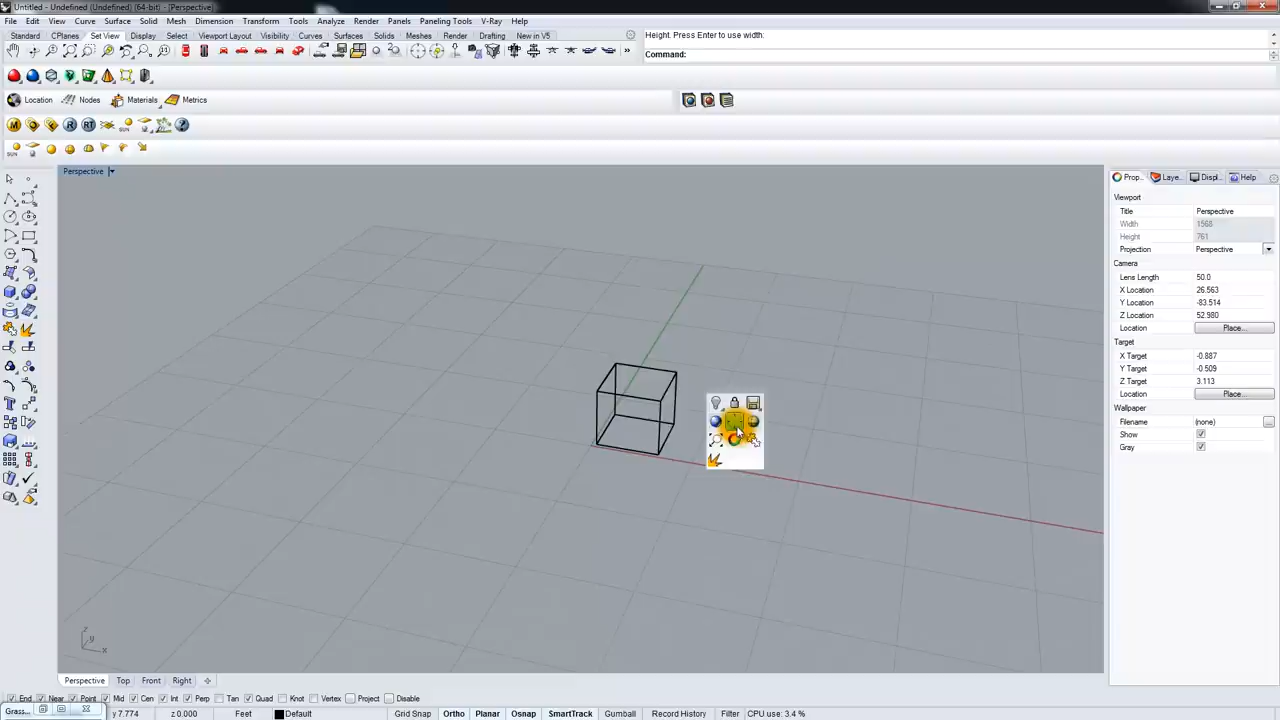 Untitled - Undefined (Undefined) (64-bit) - [Perspective]
File Edit View Curve Surface Solid Mesh Dimension Transform Tools Analyze Render Panels Paneling Tools V-Ray Help
Height. Press Enter to use width:
Standard CPlanes Set View Display Select Viewport Layout Visibility Curves Surfaces Solids Meshes Render Drafting New in V5
Command:
Location Nodes Materials Metrics
M R RT SUN ?
SUN
Perspective
Prop... Laye... Displ... Help
Viewport
Title Perspective
Width 1568
Height 761
Projection Perspective
Camera
Lens Length 50.0
X Location 26.563
Y Location -83.514
Z Location 52.980
Location Place...
Target
X Target -0.887
Y Target -0.509
Z Target 3.113
Location Place...
Wallpaper
Filename (none) ...
Show
Gray
z
y
x
Perspective Top Front Right
End Near Point Mid Cen Int Perp Tan Quad Knot Vertex Project Disable
Grass... y 7.774 z 0.000 Feet Default Grid Snap Ortho Planar Osnap SmartTrack Gumball Record History Filter CPU use: 3.4 %